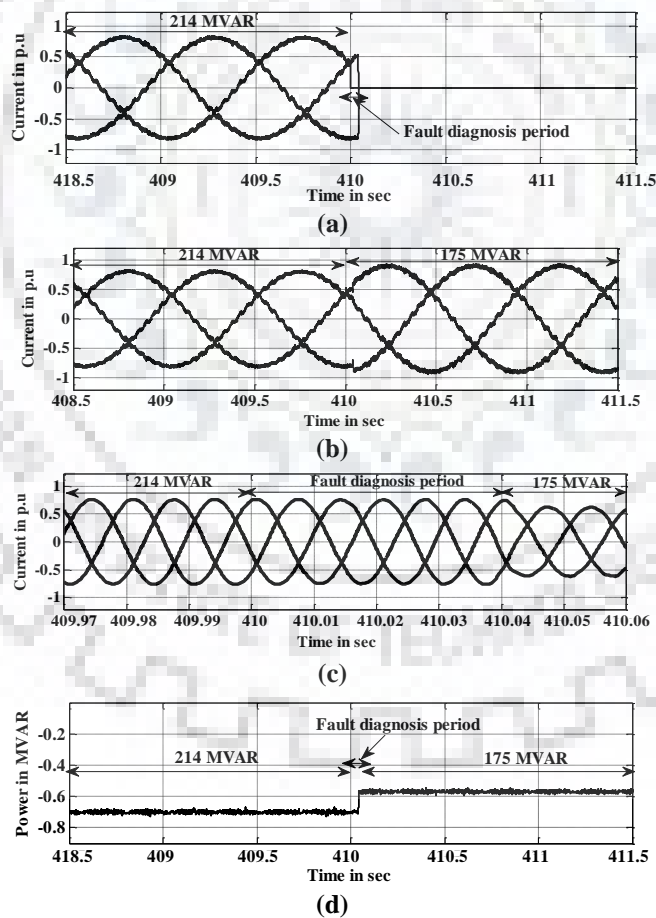 214 MVAR
1
0.5
0
-0.5
-1
Current in p.u
Fault diagnosis period
418.5 409 409.5 410 410.5 411 411.5
Time in sec
(a)
214 MVAR 175 MVAR
1
0.5
0
-0.5
-1
Current in p.u
408.5 409 409.5 410 410.5 411 411.5
Time in sec
(b)
214 MVAR Fault diagnosis period 175 MVAR
1
0.5
0
-0.5
-1
Current in p.u
409.97 409.98 409.99 410 410.01 410.02 410.03 410.04 410.05 410.06
Time in sec
(c)
Fault diagnosis period
214 MVAR 175 MVAR
-0.2
-0.4
-0.6
-0.8
Power in MVAR
418.5 409 409.5 410 410.5 411 411.5
Time in sec
(d)